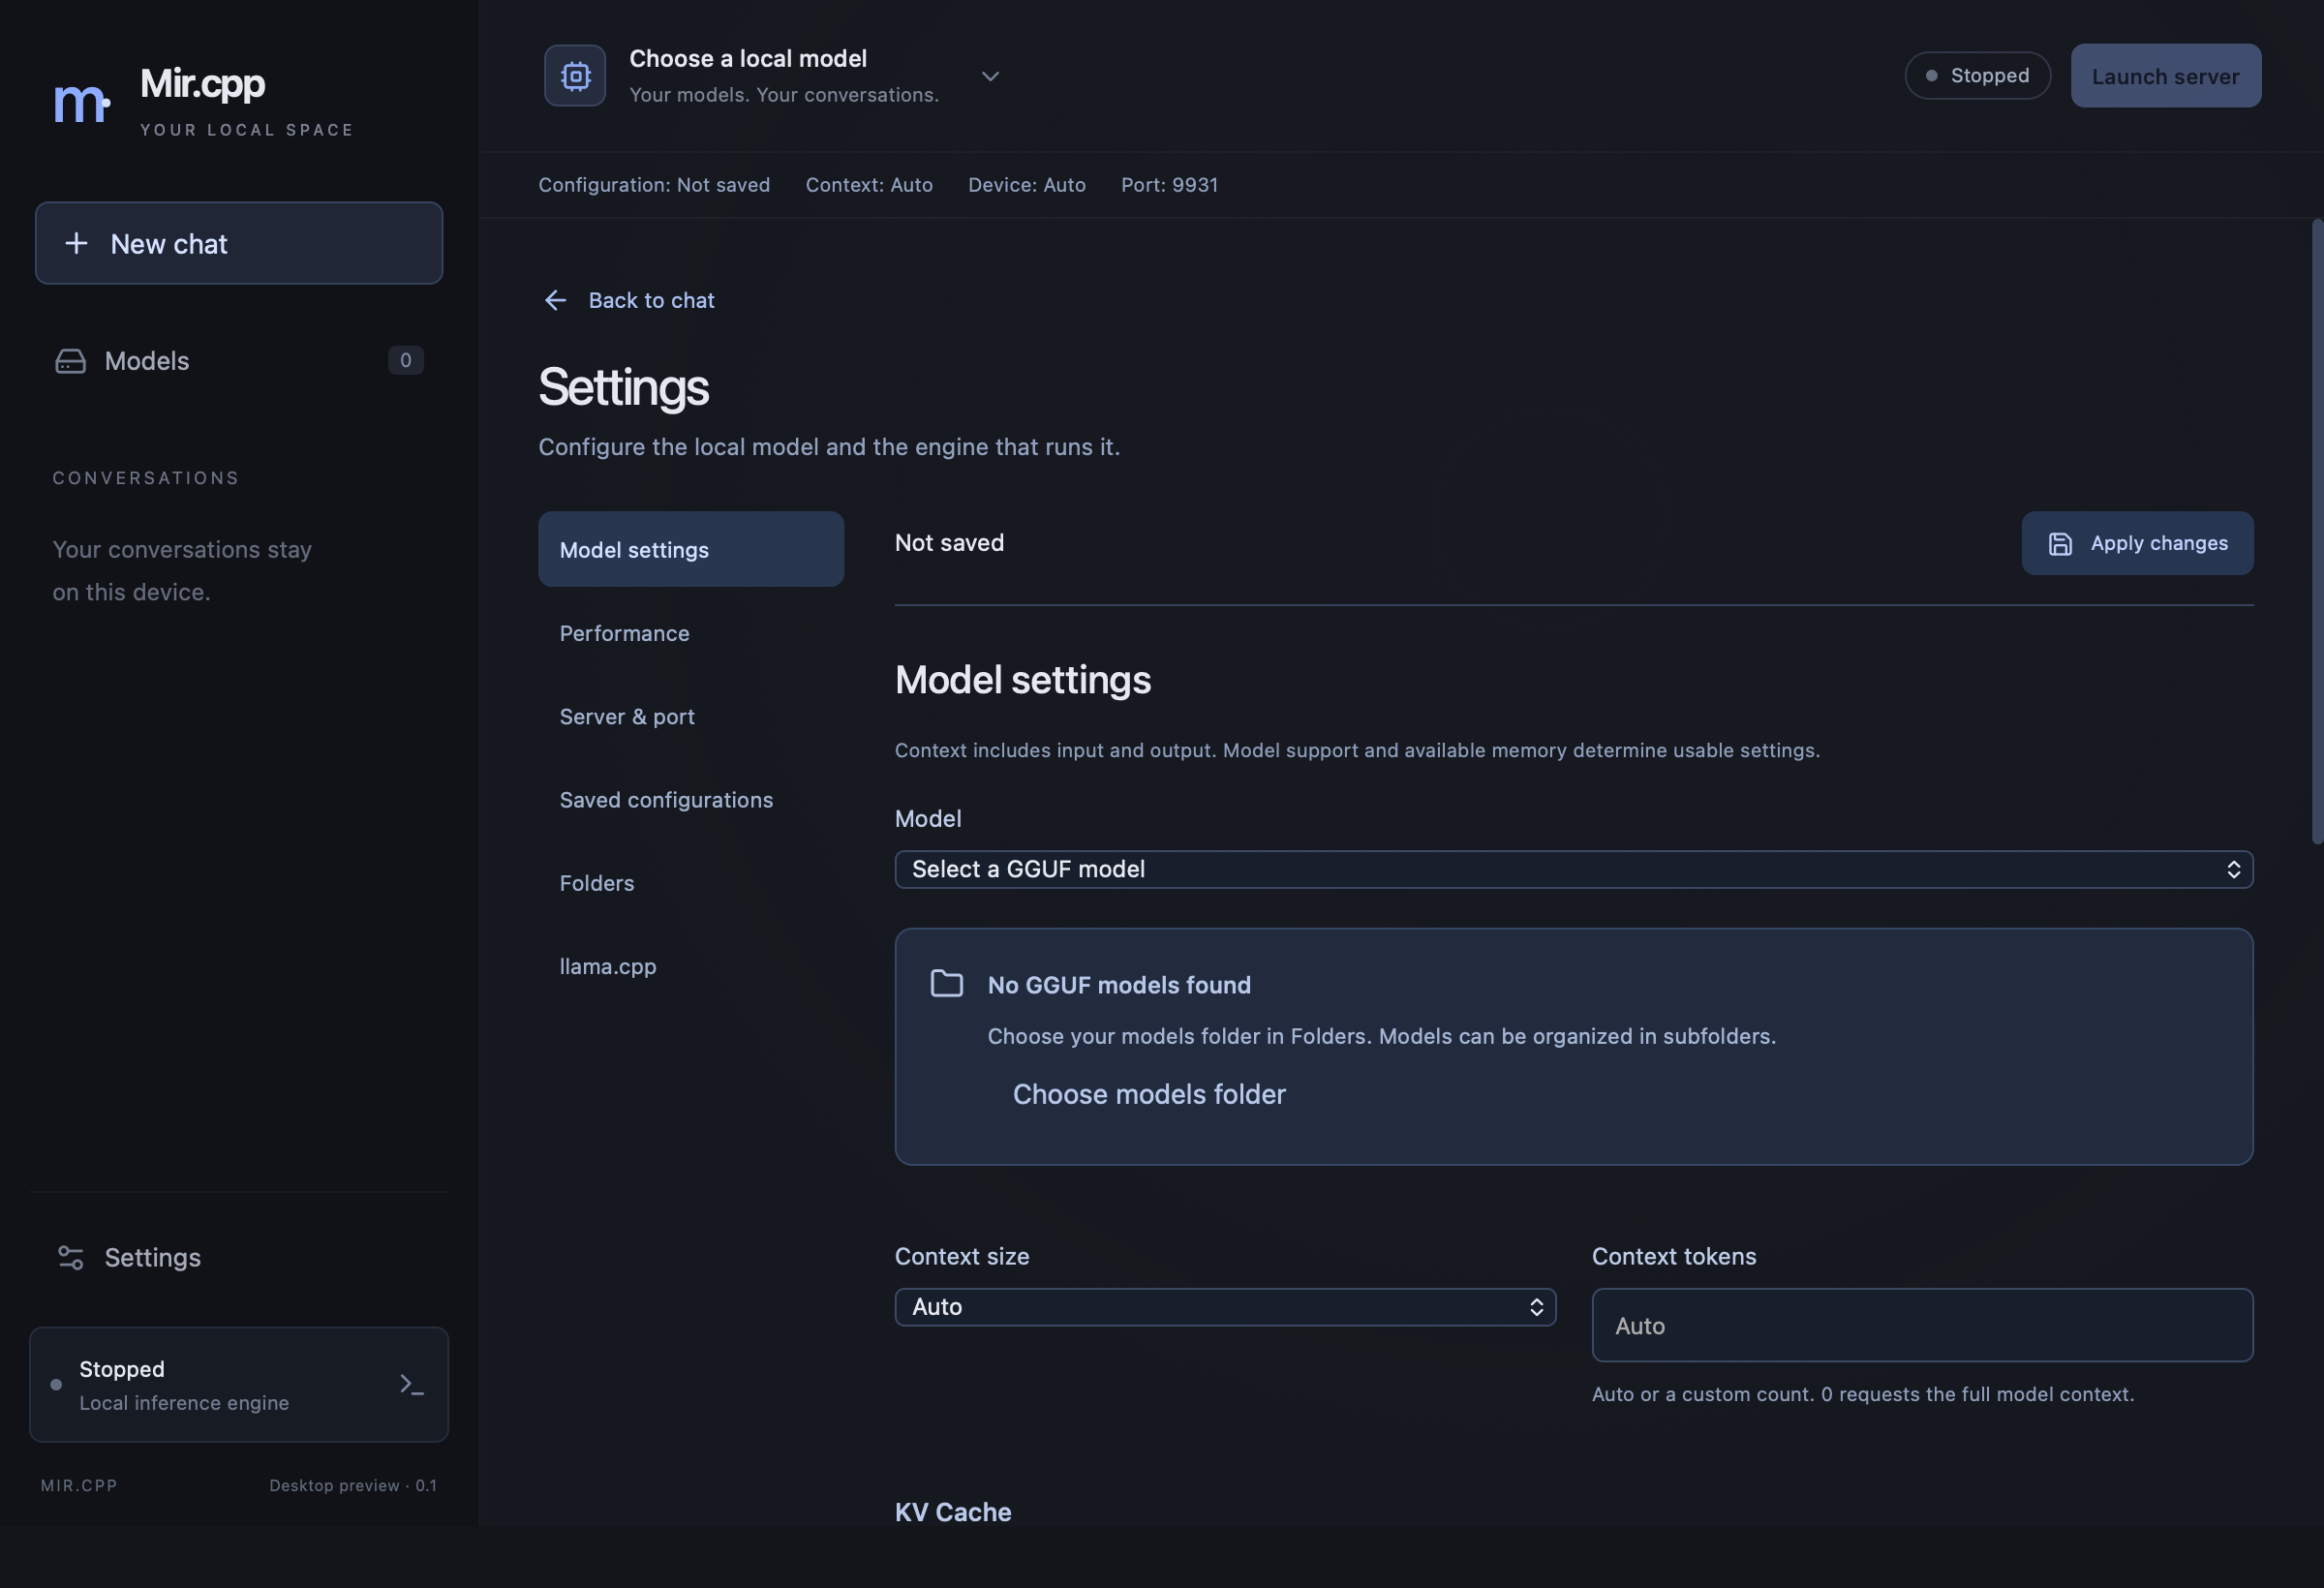 m.
Mir.cpp
YOUR LOCAL SPACE
New chat
Models
0
CONVERSATIONS
Your conversations stay
on this device.
Settings
Stopped
Local inference engine
MIR.CPP
Desktop preview · 0.1
Choose a local model
Your models. Your conversations.
Stopped
Launch server
Configuration: Not saved
Context: Auto
Device: Auto
Port: 9931
Back to chat
Settings
Configure the local model and the engine that runs it.
Model settings
Performance
Server & port
Saved configurations
Folders
llama.cpp
Not saved
Apply changes
Model settings
Context includes input and output. Model support and available memory determine usable settings.
Model
Select a GGUF model
No GGUF models found
Choose your models folder in Folders. Models can be organized in subfolders.
Choose models folder
Context size
Auto
Context tokens
Auto
Auto or a custom count. 0 requests the full model context.
KV Cache